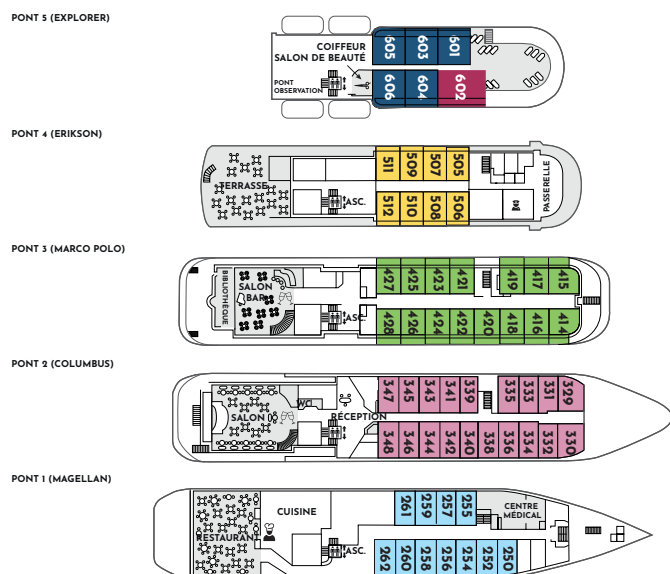 PONT 5 (EXPLORER)
COIFFEUR
SALON DE BEAUTÉ
PONT
OBSERVATION
605 603 601
606 604 602
PONT 4 (ERIKSON)
TERRASSE
ASC.
511 509 507 505
512 510 508 506
PASSERELLE
PONT 3 (MARCO POLO)
BIBLIOTHÈQUE
SALON
BAR
ASC.
427 425 423 421 419 417 415
428 426 424 422 420 418 416 414
PONT 2 (COLUMBUS)
SALON
WC
RÉCEPTION
347 345 343 341 339 335 333 331 329
348 346 344 342 340 338 336 334 332 330
PONT 1 (MAGELLAN)
RESTAURANT
CUISINE
ASC.
261 259 257 255
262 260 258 256 254 252 250
CENTRE
MÉDICAL